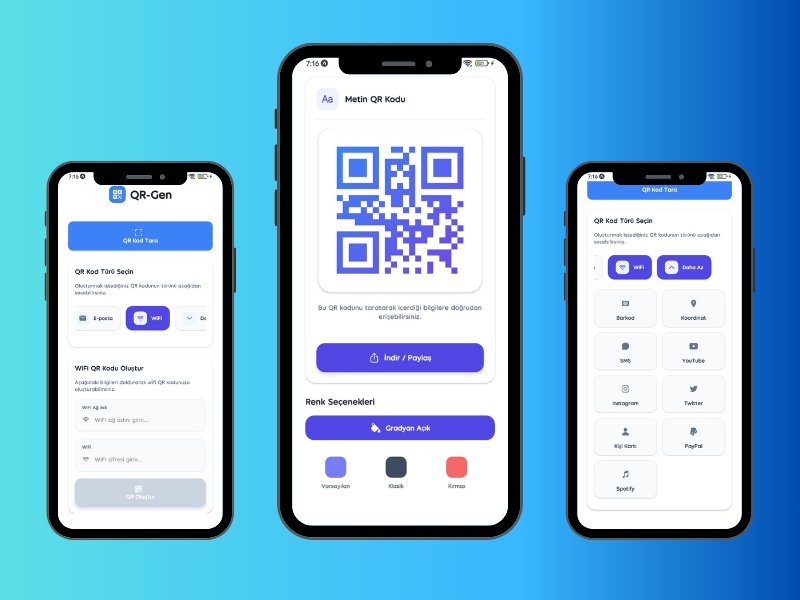 7:16
QR-Gen
QR Kod Tara
QR Kod Türü Seçin
Oluşturmak istediğiniz QR kodunun türünü aşağıdan
seçebilirsiniz.
E-posta
WiFi
Da
WiFi QR Kodu Oluştur
Aşağıdaki bilgileri doldurarak wifi QR kodunuzu
oluşturabilirsiniz.
WiFi Ağ Adı
WiFi ağ adını girin...
WiFi
WiFi şifresi girin...
QR Oluştur
7:16
Aa
Metin QR Kodu
Bu QR kodunu taratarak içerdiği bilgilere doğrudan
erişebilirsiniz.
İndir / Paylaş
Renk Seçenekleri
Gradyan Açık
Varsayılan
Klasik
Kırmızı
7:16
QR Kod Tara
QR Kod Türü Seçin
Oluşturmak istediğiniz QR kodunun türünü aşağıdan
seçebilirsiniz.
WiFi
Daha Az
Barkod
Koordinat
SMS
YouTube
Instagram
Twitter
Kişi Kartı
PayPal
Spotify